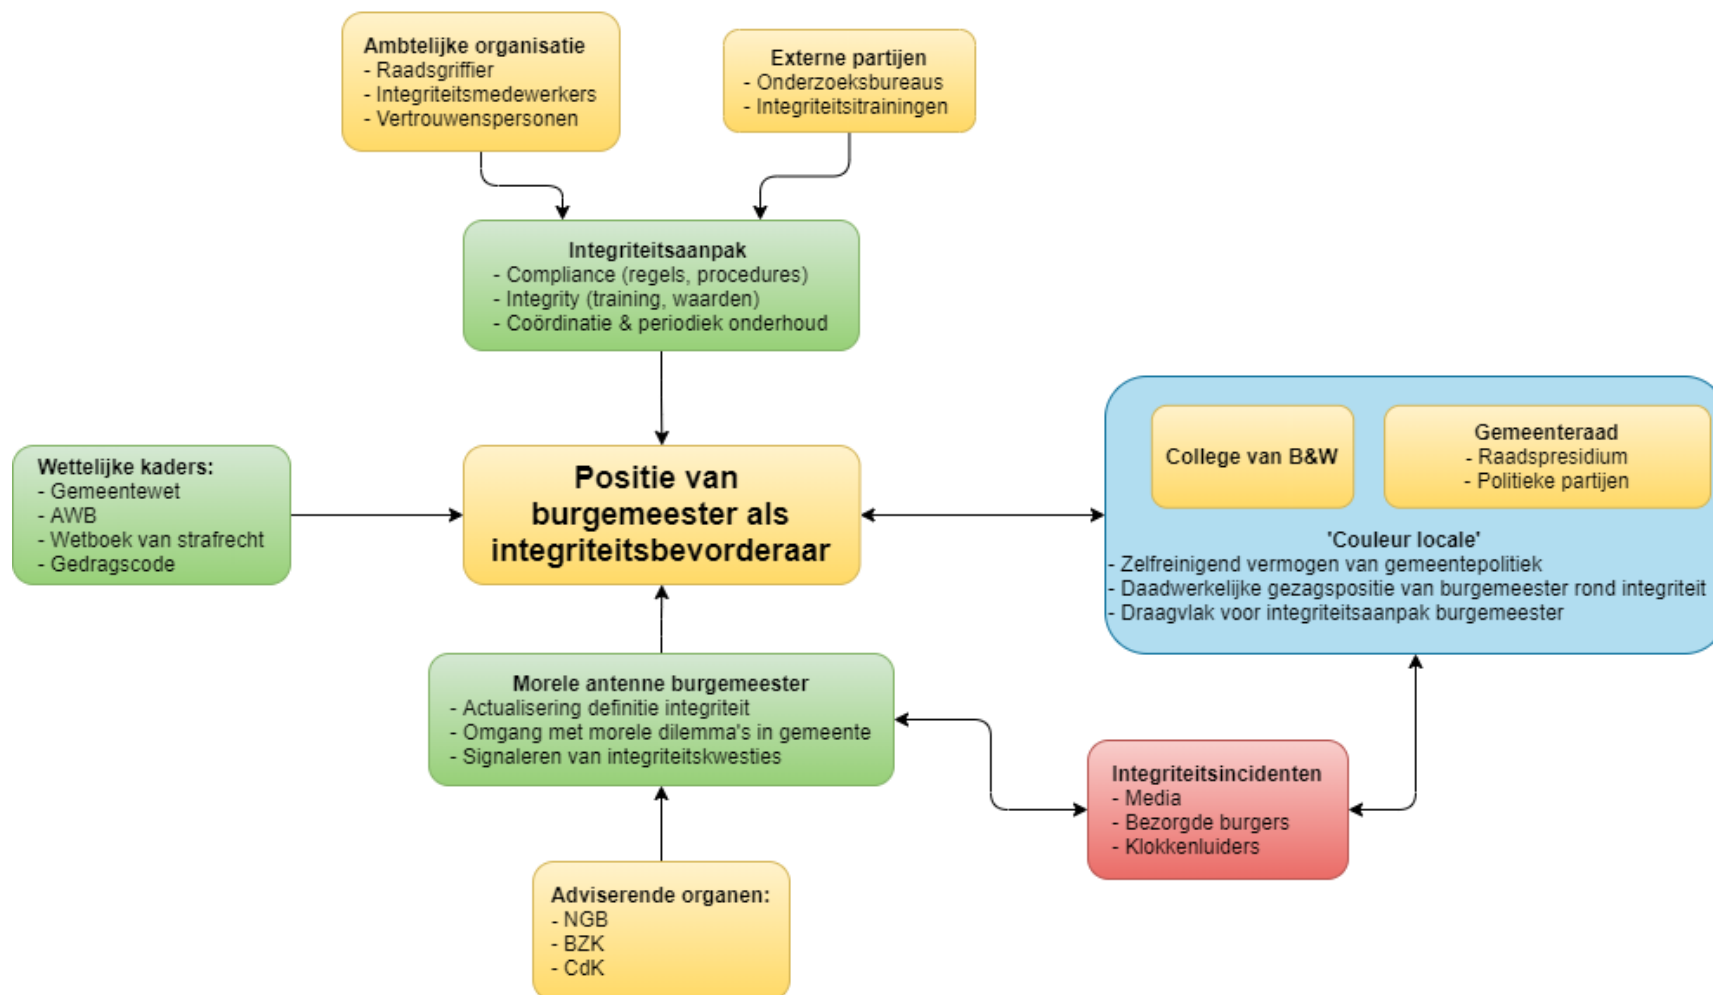 Ambtelijke organisatie
- Raadsgriffier
- Integriteitsmedewerkers
- Vertrouwenspersonen
Externe partijen
- Onderzoeksbureaus
- Integriteitsitrainingen
Integriteitsaanpak
- Compliance (regels, procedures)
- Integrity (training, waarden)
- Coördinatie & periodiek onderhoud
Wettelijke kaders:
- Gemeentewet
- AWB
- Wetboek van strafrecht
- Gedragscode
Positie van
burgemeester als
integriteitsbevorderaar
College van B&W
Gemeenteraad
- Raadspresidium
- Politieke partijen
'Couleur locale'
- Zelfreinigend vermogen van gemeentepolitiek
- Daadwerkelijke gezagspositie van burgemeester rond integriteit
- Draagvlak voor integriteitsaanpak burgemeester
Morele antenne burgemeester
- Actualisering definitie integriteit
- Omgang met morele dilemma's in gemeente
- Signaleren van integriteitskwesties
Integriteitsincidenten
- Media
- Bezorgde burgers
- Klokkenluiders
Adviserende organen:
- NGB
- BZK
- CdK